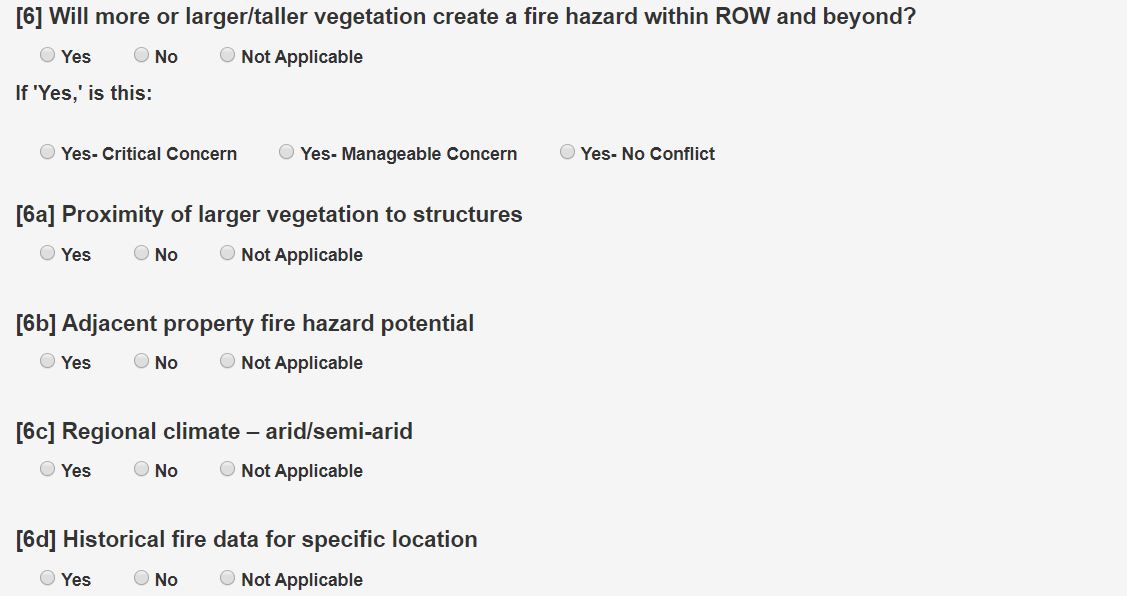 [6] Will more or larger/taller vegetation create a fire hazard within ROW and beyond?
Yes No Not Applicable
If 'Yes,' is this:
Yes- Critical Concern Yes- Manageable Concern Yes- No Conflict
[6a] Proximity of larger vegetation to structures
Yes No Not Applicable
[6b] Adjacent property fire hazard potential
Yes No Not Applicable
[6c] Regional climate – arid/semi-arid
Yes No Not Applicable
[6d] Historical fire data for specific location
Yes No Not Applicable